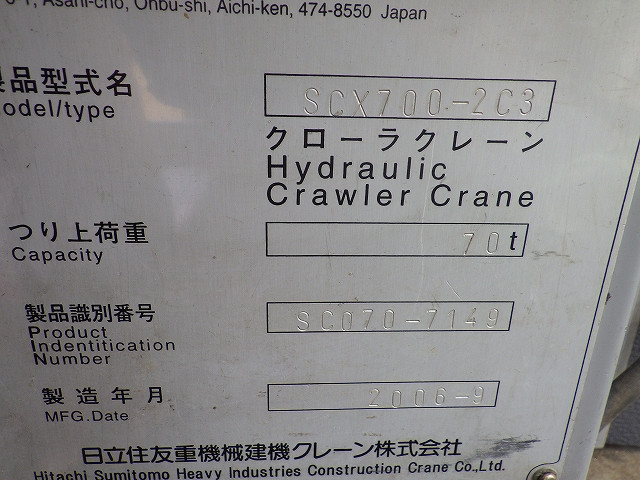 Asahi-cho, Ohbu-shi, Aichi-ken, 474-8550 Japan
品型式名
odel/type
SCX700-2C3
クローラクレーン
Hydraulic
Crawler Crane
つり上荷重
Capacity
70t
製品識別番号
Product
Indentitication
Number
SC070-7149
製造年月
MFG.Date
2006-9
日立住友重機械建機クレーン株式会社
Hitachi Sumitomo Heavy Industries Construction Crane Co.,Ltd.